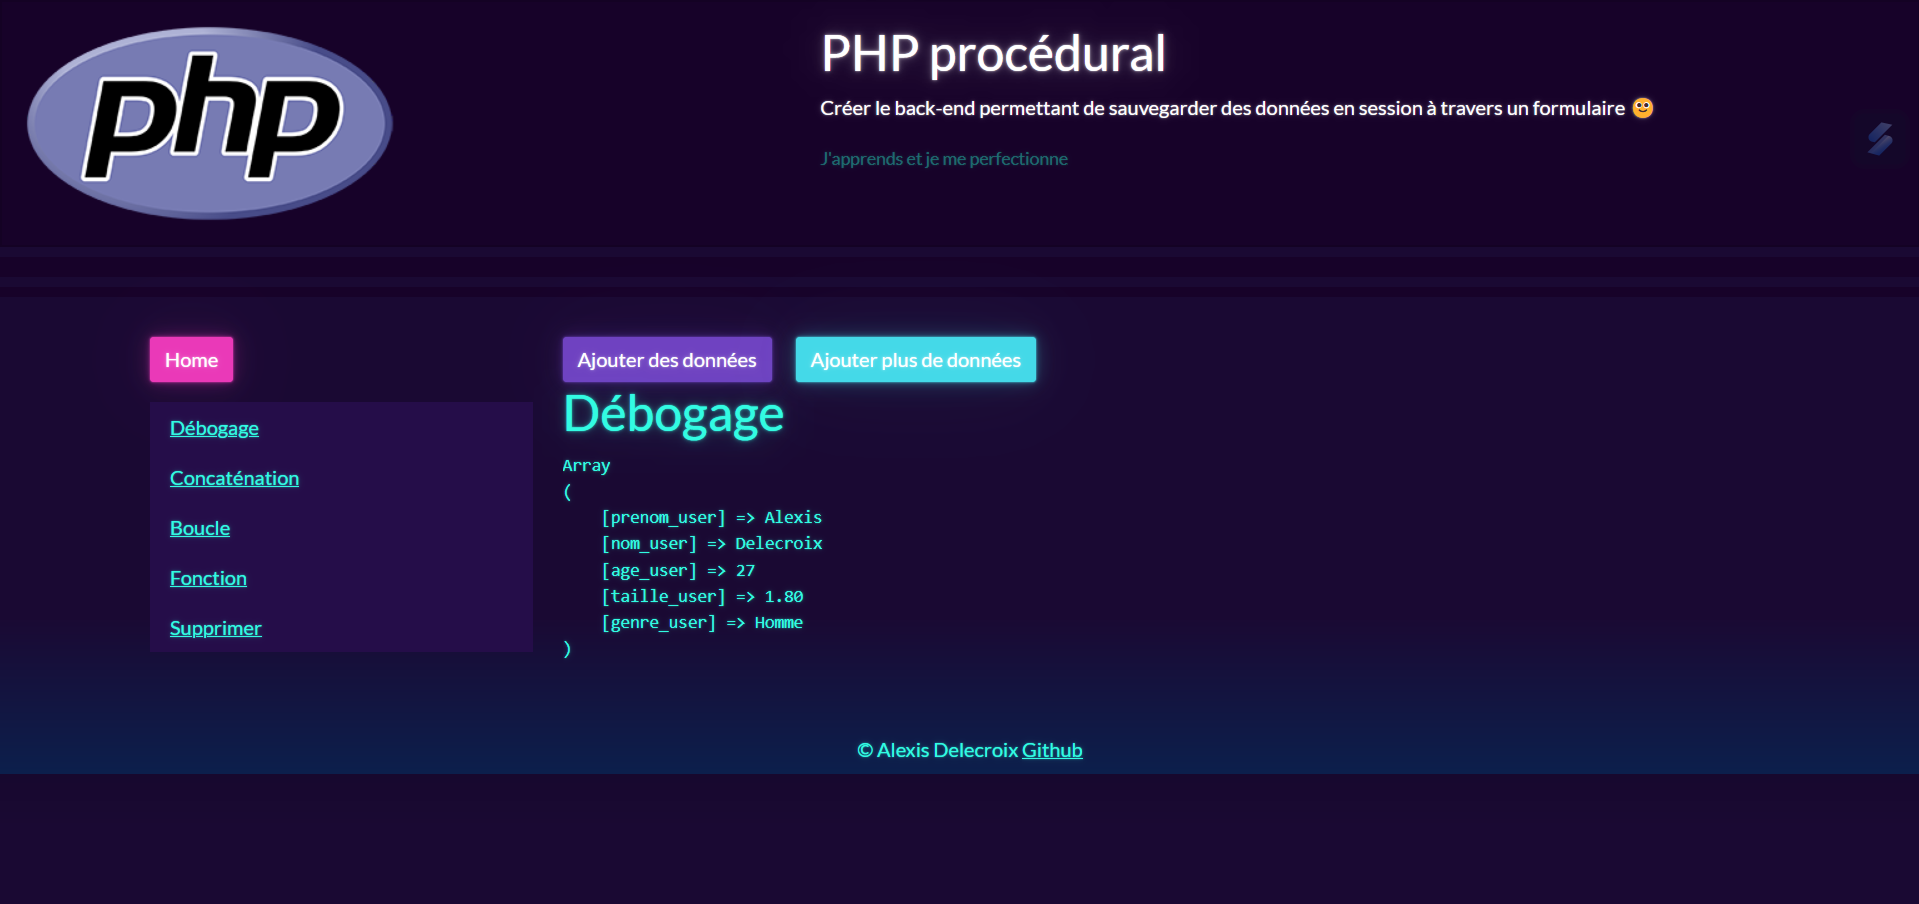 php
PHP procédural
Créer le back-end permettant de sauvegarder des données en session à travers un formulaire
J'apprends et je me perfectionne
Home
Ajouter des données
Ajouter plus de données
Débogage
Concaténation
Boucle
Fonction
Supprimer
Débogage
Array
(
    [prenom_user] => Alexis
    [nom_user] => Delecroix
    [age_user] => 27
    [taille_user] => 1.80
    [genre_user] => Homme
)
© Alexis Delecroix Github